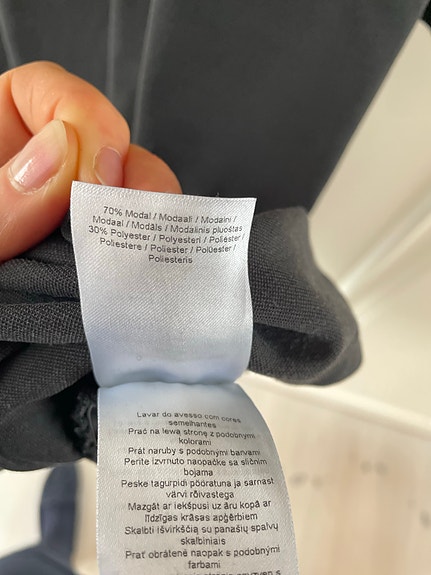 70% Modal / Modaali / Modaini /
Modaal / Modāls / Modalinis pluoštas
30% Polyester / Polyesteri / Poliester /
Poliestere / Poliester / Polüester /
Poliesteris
Lavar do avesso com cores
semelhantes
Prać na lewą stronę z podobnymi
kolorami
Prát naruby s podobnými barvami
Perite izvrnuto naopačke sa sličnim
bojama
Peske tagurpidi pööratuna ja sarnast
värvi rõivastega
Mazgāt ar iekšpusi uz āru kopā ar
līdzīgas krāsas apģērbiem
Skalbti išvirkščią su panašių spalvų
skalbiniais
Prať obrátené naopak s podobnými
farbami